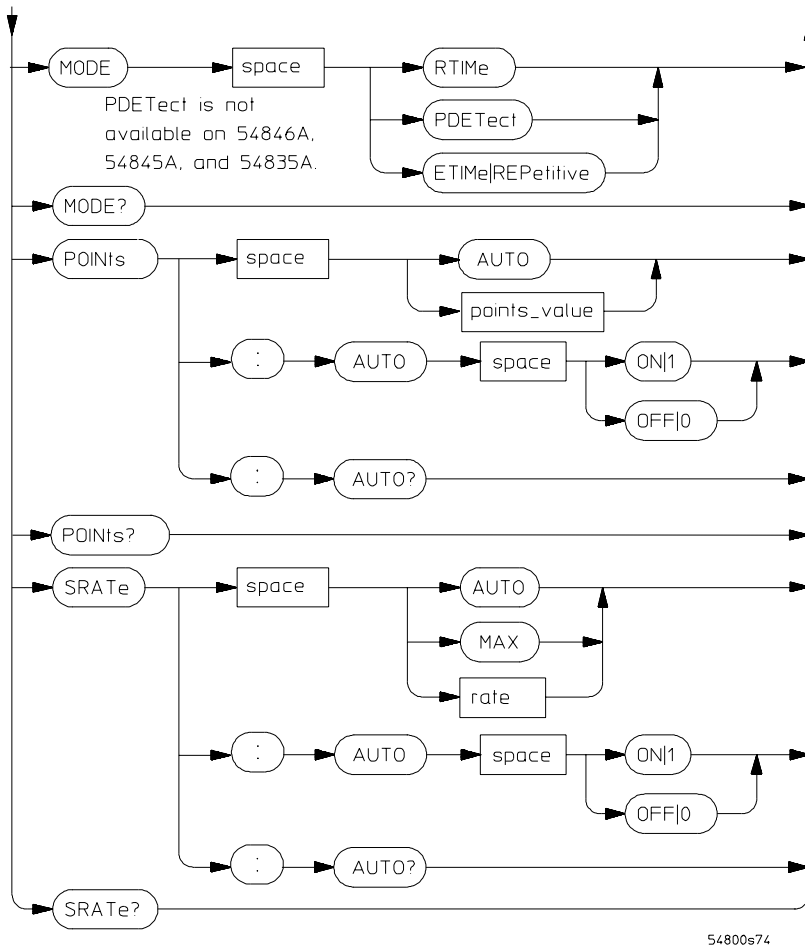 MODE space RTIMe
PDETect is not
available on 54846A,
54845A, and 54835A.
PDETect
ETIMe|REPetitive
MODE?
POINts space AUTO
points_value
: AUTO space ON|1
OFF|0
: AUTO?
POINts?
SRATe space AUTO
MAX
rate
: AUTO space ON|1
OFF|0
: AUTO?
SRATe?
54800s74